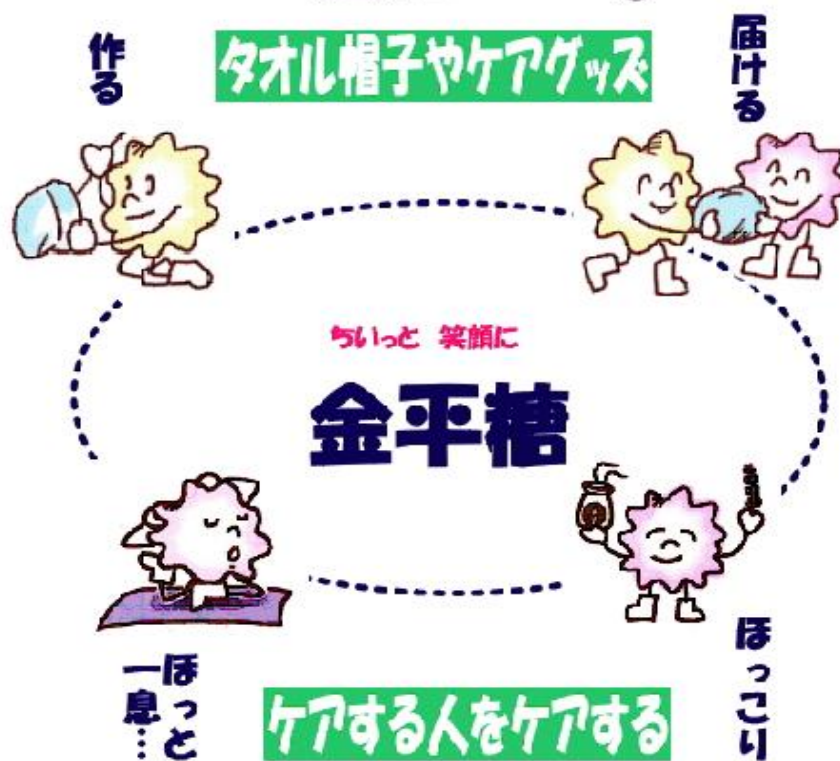 作る
タオル帽子やケアグッズ
届ける
ちいっと 笑顔に
金平糖
ほっと
一息…
ケアする人をケアする
ほっこり